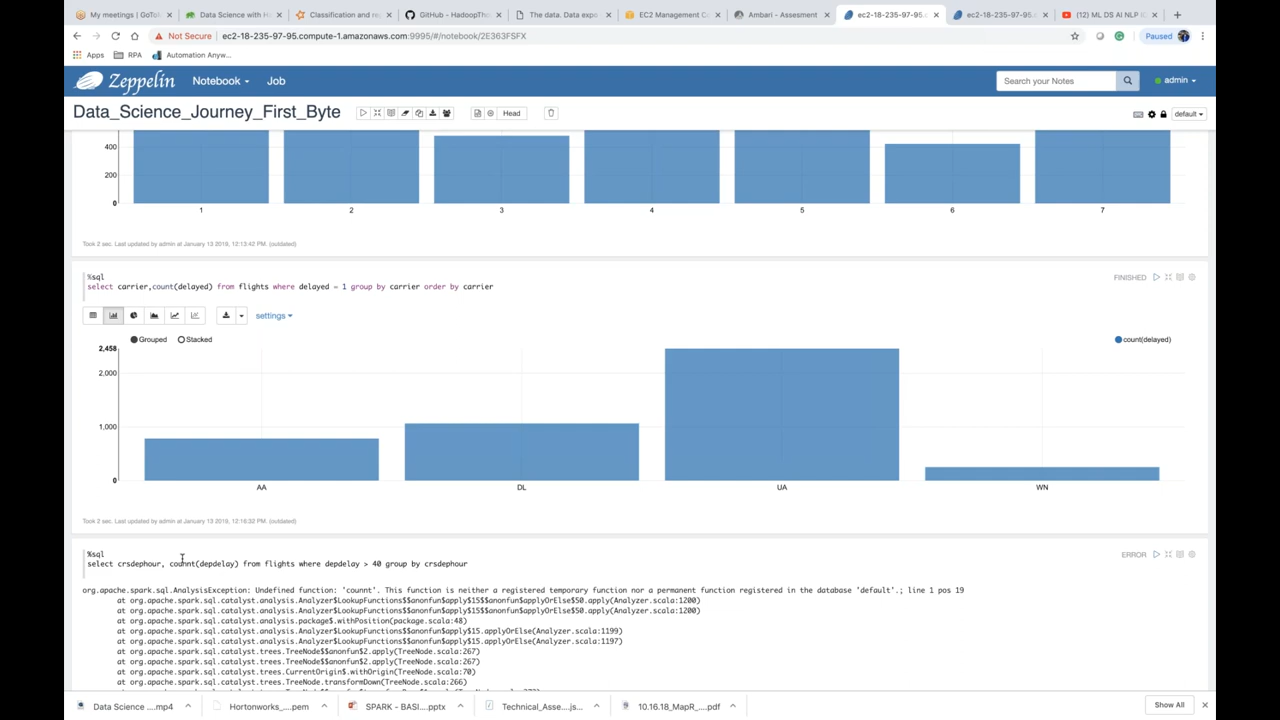 My meetings | GoTo
Data Science with H
Classification and re
GitHub - HadoopTho
The data. Data expo
EC2 Management Co
Ambari - Assesment
ec2-18-235-97-95.c
ec2-18-235-97-95.
(12) ML DS AI NLP
Not Secure
ec2-18-235-97-95.compute-1.amazonaws.com:9995/#/notebook/2E363FSFX
Paused
Apps
RPA
Automation Anyw...
Zeppelin
Notebook
Job
Search your Notes
admin
Data_Science_Journey_First_Byte
Head
default
400
200
0
1 2 3 4 5 6 7
Took 2 sec. Last updated by admin at January 13 2019, 12:13:42 PM. (outdated)
%sql
FINISHED
select carrier,count(delayed) from flights where delayed = 1 group by carrier order by carrier
settings
Grouped Stacked
count(delayed)
2,458
2,000
1,000
0
AA DL UA WN
Took 2 sec. Last updated by admin at January 13 2019, 12:16:32 PM. (outdated)
%sql
ERROR
select crsdephour, counnt(depdelay) from flights where depdelay > 40 group by crsdephour
org.apache.spark.sql.AnalysisException: Undefined function: 'counnt'. This function is neither a registered temporary function nor a permanent function registered in the database 'default'.; line 1 pos 19
at org.apache.spark.sql.catalyst.analysis.Analyzer$LookupFunctions$$anonfun$apply$15$$anonfun$applyOrElse$50.apply(Analyzer.scala:1200)
at org.apache.spark.sql.catalyst.analysis.Analyzer$LookupFunctions$$anonfun$apply$15$$anonfun$applyOrElse$50.apply(Analyzer.scala:1200)
at org.apache.spark.sql.catalyst.analysis.package$.withPosition(package.scala:48)
at org.apache.spark.sql.catalyst.analysis.Analyzer$LookupFunctions$$anonfun$apply$15.applyOrElse(Analyzer.scala:1199)
at org.apache.spark.sql.catalyst.analysis.Analyzer$LookupFunctions$$anonfun$apply$15.applyOrElse(Analyzer.scala:1197)
at org.apache.spark.sql.catalyst.trees.TreeNode$$anonfun$2.apply(TreeNode.scala:267)
at org.apache.spark.sql.catalyst.trees.TreeNode$$anonfun$2.apply(TreeNode.scala:267)
at org.apache.spark.sql.catalyst.trees.CurrentOrigin$.withOrigin(TreeNode.scala:70)
at org.apache.spark.sql.catalyst.trees.TreeNode.transformDown(TreeNode.scala:266)
Data Science ....mp4
Hortonworks_....pem
SPARK - BASI....pptx
Technical_Asse....js...
10.16.18_MapR_....pdf
Show All